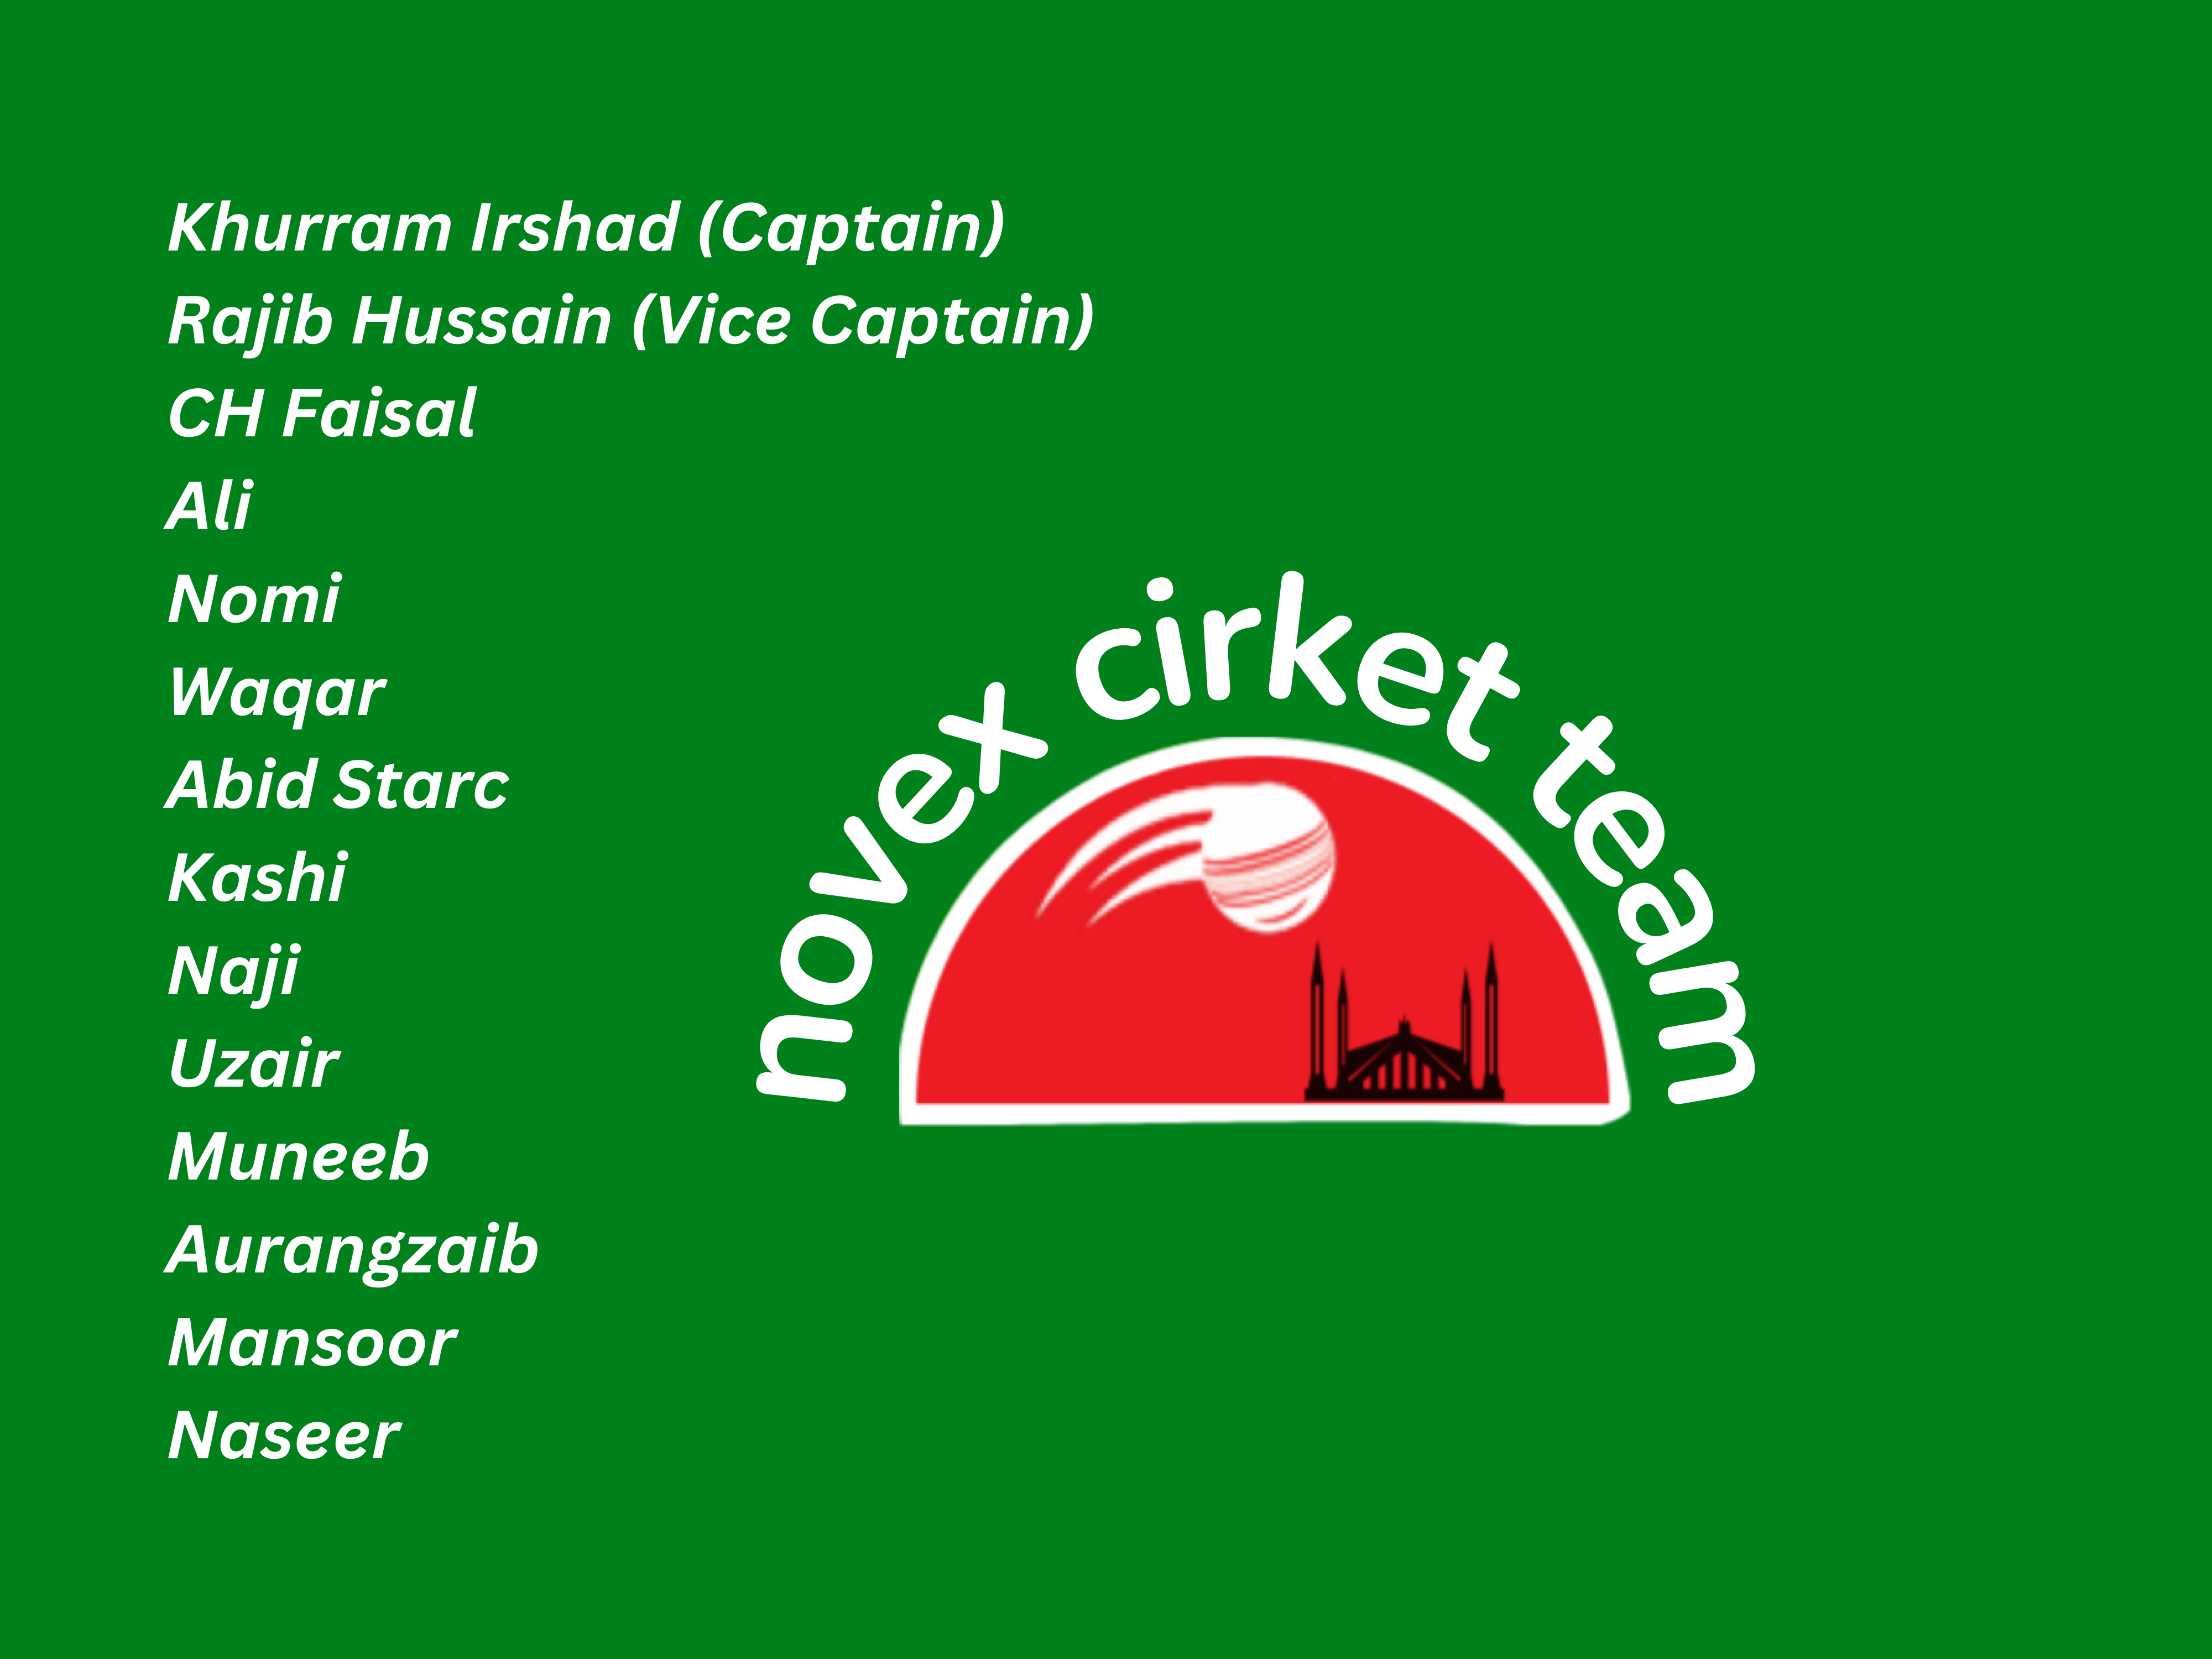 Khurram Irshad (Captain)
Rajib Hussain (Vice Captain)
CH Faisal
Ali
Nomi
Waqar
Abid Starc
Kashi
Naji
Uzair
Muneeb
Aurangzaib
Mansoor
Naseer
novex cirket team